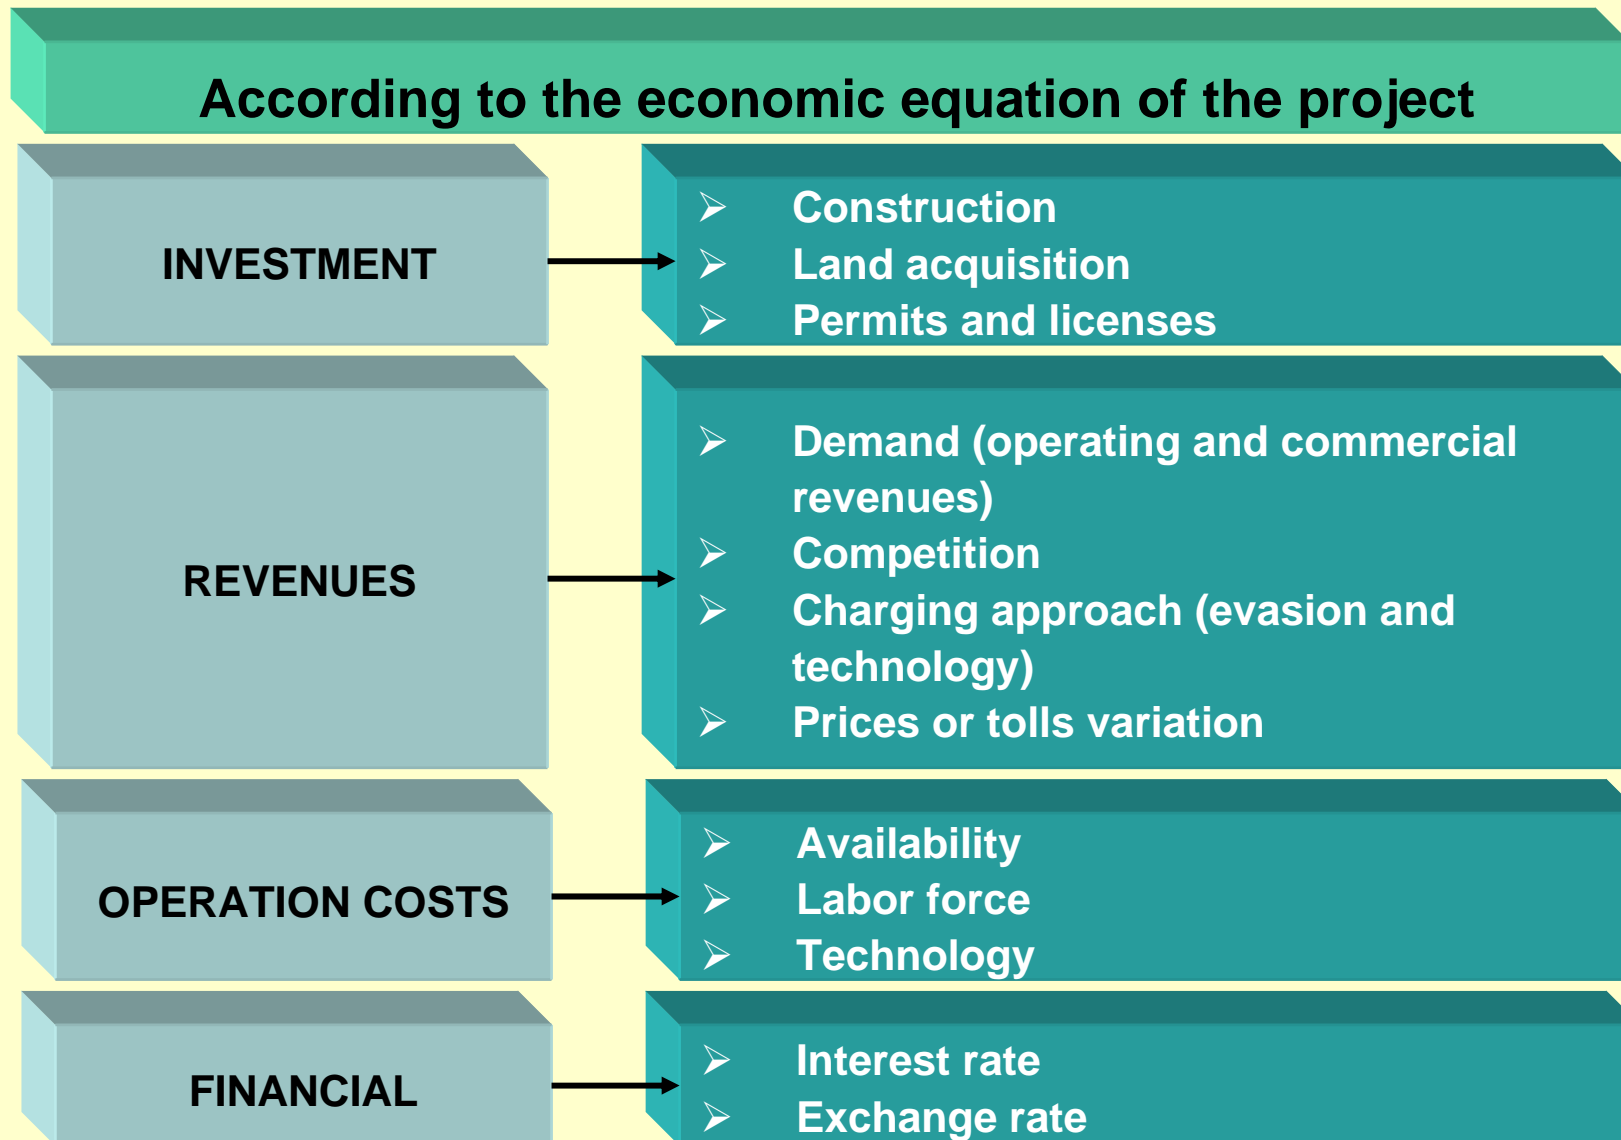 According to the economic equation of the project
INVESTMENT
➢ Construction
➢ Land acquisition
➢ Permits and licenses
REVENUES
➢ Demand (operating and commercial
revenues)
➢ Competition
➢ Charging approach (evasion and
technology)
➢ Prices or tolls variation
OPERATION COSTS
➢ Availability
➢ Labor force
➢ Technology
FINANCIAL
➢ Interest rate
➢ Exchange rate